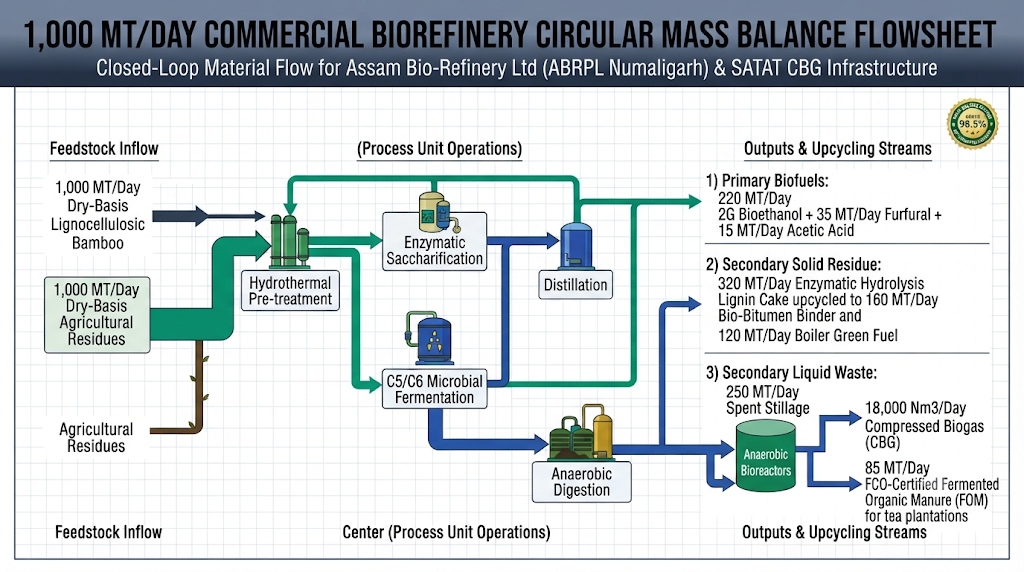 1,000 MT/DAY COMMERCIAL BIOREFINERY CIRCULAR MASS BALANCE FLOWSHEET
Closed-Loop Material Flow for Assam Bio-Refinery Ltd (ABRPL Numaligarh) & SATAT CBG Infrastructure
98.5%
Feedstock Inflow
(Process Unit Operations)
Outputs & Upcycling Streams
1,000 MT/Day
Dry-Basis
Lignocellulosic
Bamboo
1,000 MT/Day
Dry-Basis
Agricultural
Residues
Agricultural
Residues
Hydrothermal
Pre-treatment
Enzymatic
Saccharification
Distillation
C5/C6 Microbial
Fermentation
Anaerobic
Digestion
1) Primary Biofuels:
220 MT/Day
2G Bioethanol + 35 MT/Day Furfural +
15 MT/Day Acetic Acid
2) Secondary Solid Residue:
320 MT/Day Enzymatic Hydrolysis
Lignin Cake upcycled to 160 MT/Day
Bio-Bitumen Binder and
120 MT/Day Boiler Green Fuel
3) Secondary Liquid Waste:
250 MT/Day
Spent Stillage
Anaerobic
Bioreactors
18,000 Nm3/Day
Compressed Biogas
(CBG)
85 MT/Day
FCO-Certified Fermented
Organic Manure (FOM)
for tea plantations
Feedstock Inflow
Center (Process Unit Operations)
Outputs & Upcycling Streams